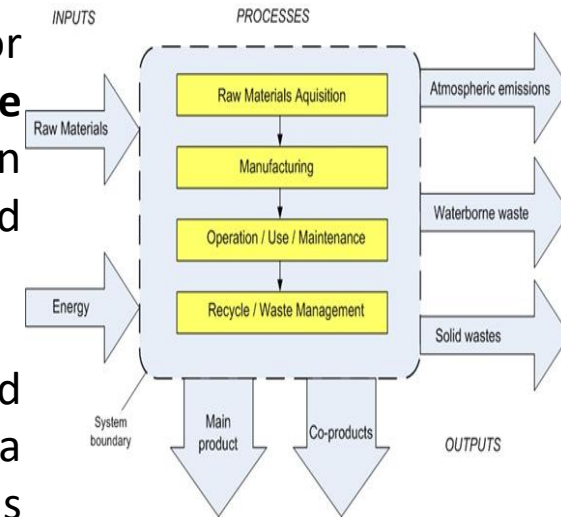 INPUTS
PROCESSES
or
e
n
d
d
a
s
Raw Materials
Energy
Raw Materials Aquisition
Manufacturing
Operation / Use / Maintenance
Recycle / Waste Management
System
boundary
Main
product
Co-products
Atmospheric emissions
Waterborne waste
Solid wastes
OUTPUTS